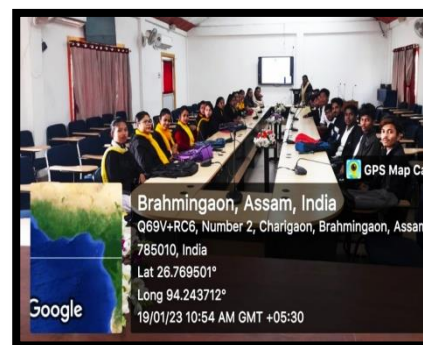 GPS Map Ca
Brahmingaon, Assam, India
Q69V+RC6, Number 2, Charigaon, Brahmingaon, Assam
785010, India
Lat 26.769501°
Long 94.243712°
19/01/23 10:54 AM GMT +05:30
Google